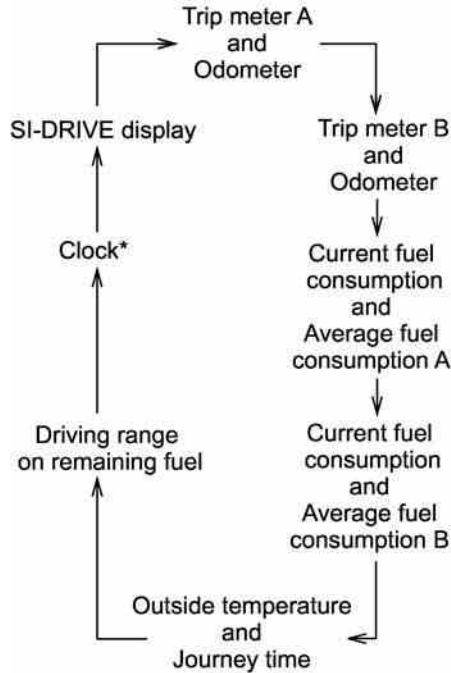 Trip meter A
and
Odometer
Trip meter B
and
Odometer
Current fuel
consumption
and
Average fuel
consumption A
Current fuel
consumption
and
Average fuel
consumption B
Outside temperature
and
Journey time
Driving range
on remaining fuel
Clock*
SI-DRIVE display